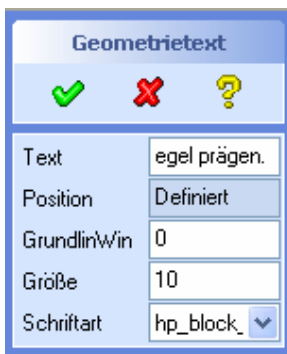 Geometrietext
Text egel prägen.
Position Definiert
GrundlinWin 0
Größe 10
Schriftart hp_block_